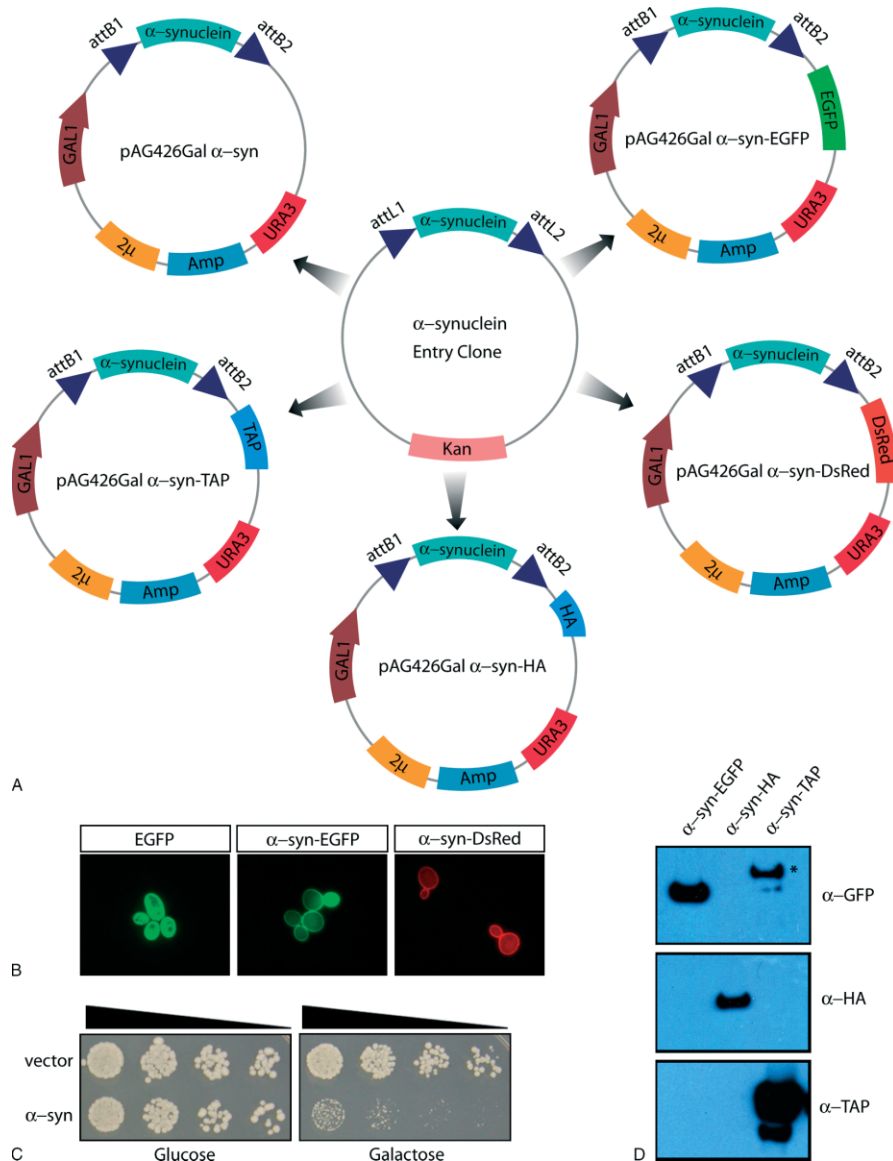 attB1
α-synuclein
attB2
GAL1
pAG426Gal α-syn
2μ
Amp
URA3
attB1
α-synuclein
attB2
EGFP
GAL1
pAG426Gal α-syn-EGFP
2μ
Amp
URA3
attL1
α-synuclein
attL2
α-synuclein
Entry Clone
Kan
attB1
α-synuclein
attB2
TAP
GAL1
pAG426Gal α-syn-TAP
2μ
Amp
URA3
attB1
α-synuclein
attB2
DsRed
GAL1
pAG426Gal α-syn-DsRed
2μ
Amp
URA3
attB1
α-synuclein
attB2
HA
GAL1
pAG426Gal α-syn-HA
2μ
Amp
URA3
A
EGFP
α-syn-EGFP
α-syn-DsRed
B
vector
α-syn
Glucose
Galactose
C
α-syn-EGFP
α-syn-HA
α-syn-TAP
*
α-GFP
α-HA
α-TAP
D